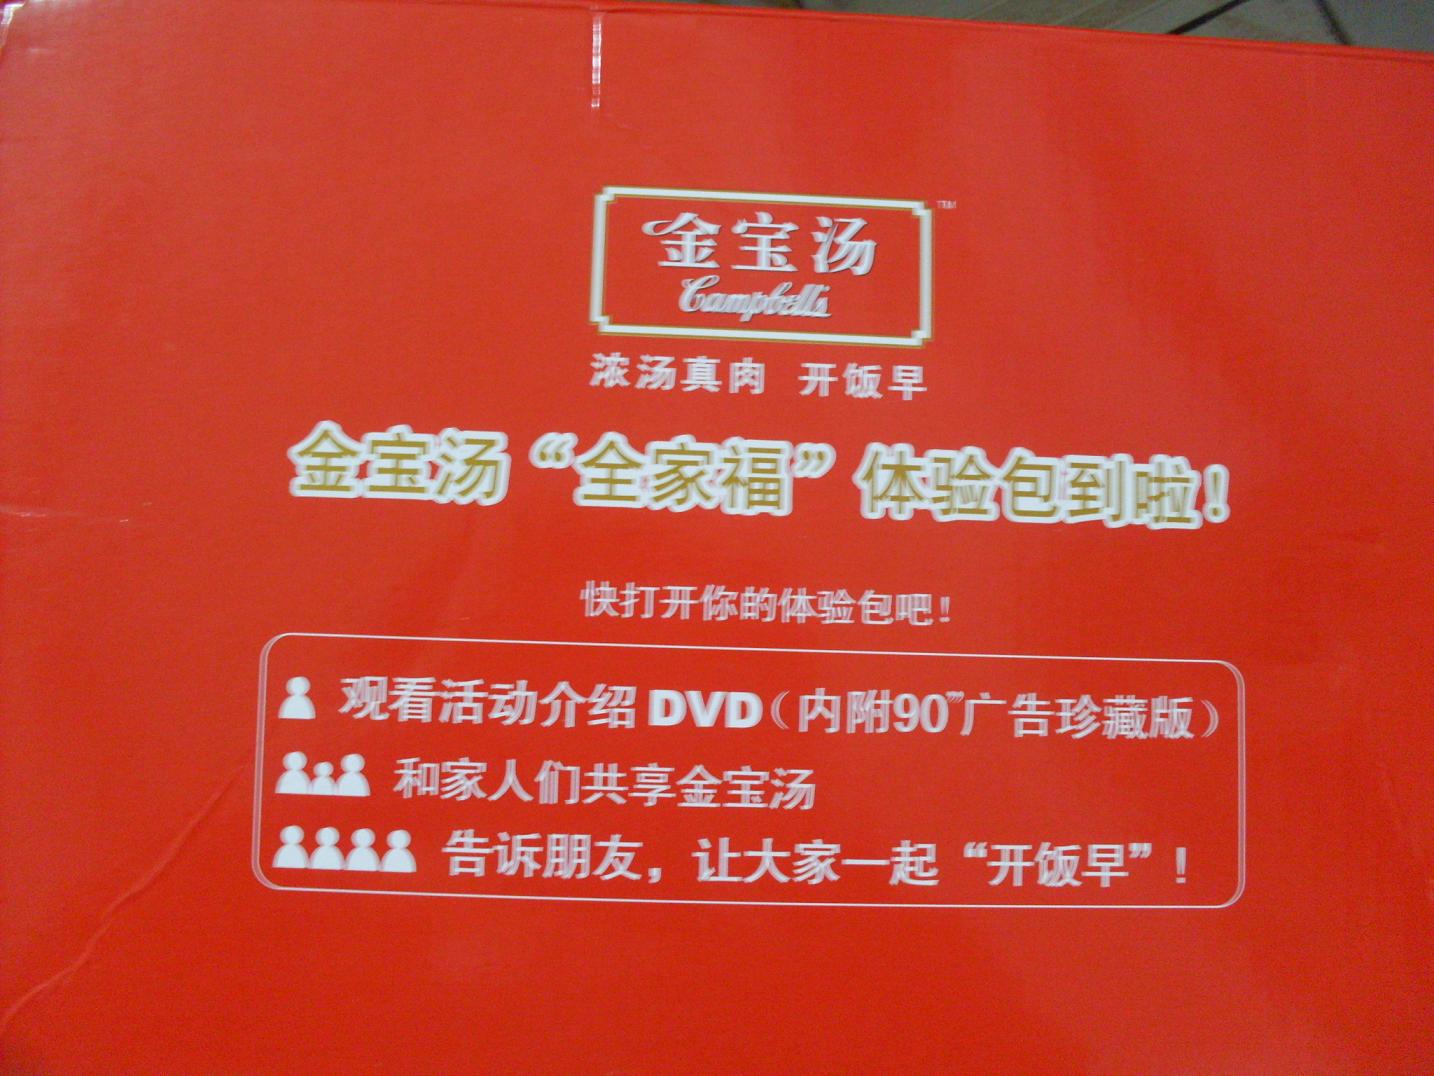 金宝汤
TM
Campbell's
浓汤真肉 开饭早
金宝汤“全家福”体验包到啦！
快打开你的体验包吧！
观看活动介绍DVD（内附90”广告珍藏版）
和家人们共享金宝汤
告诉朋友，让大家一起“开饭早”！